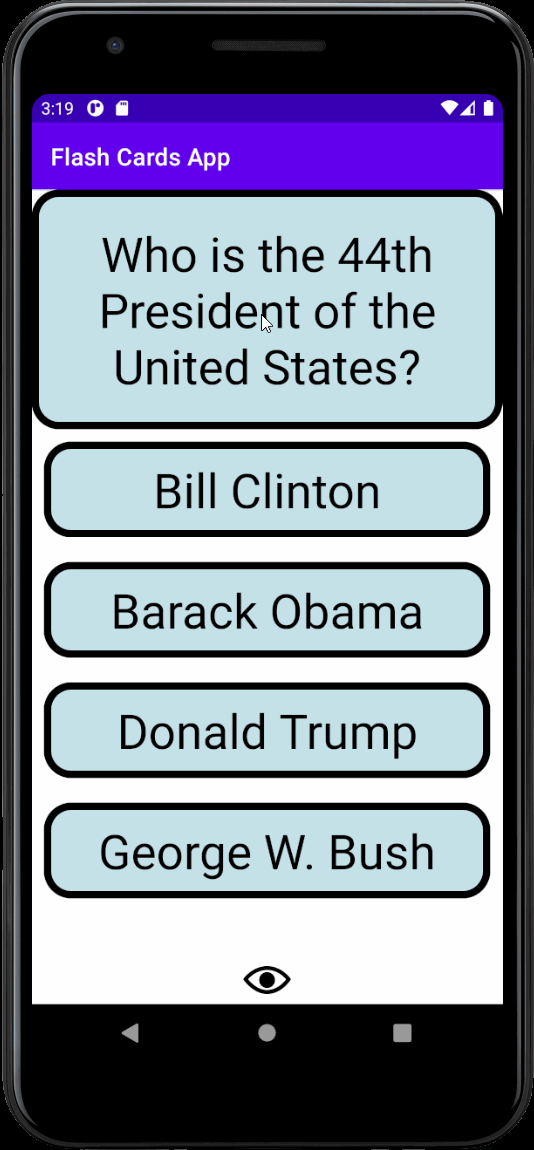 3:19
Flash Cards App
Who is the 44th
President of the
United States?
Bill Clinton
Barack Obama
Donald Trump
George W. Bush